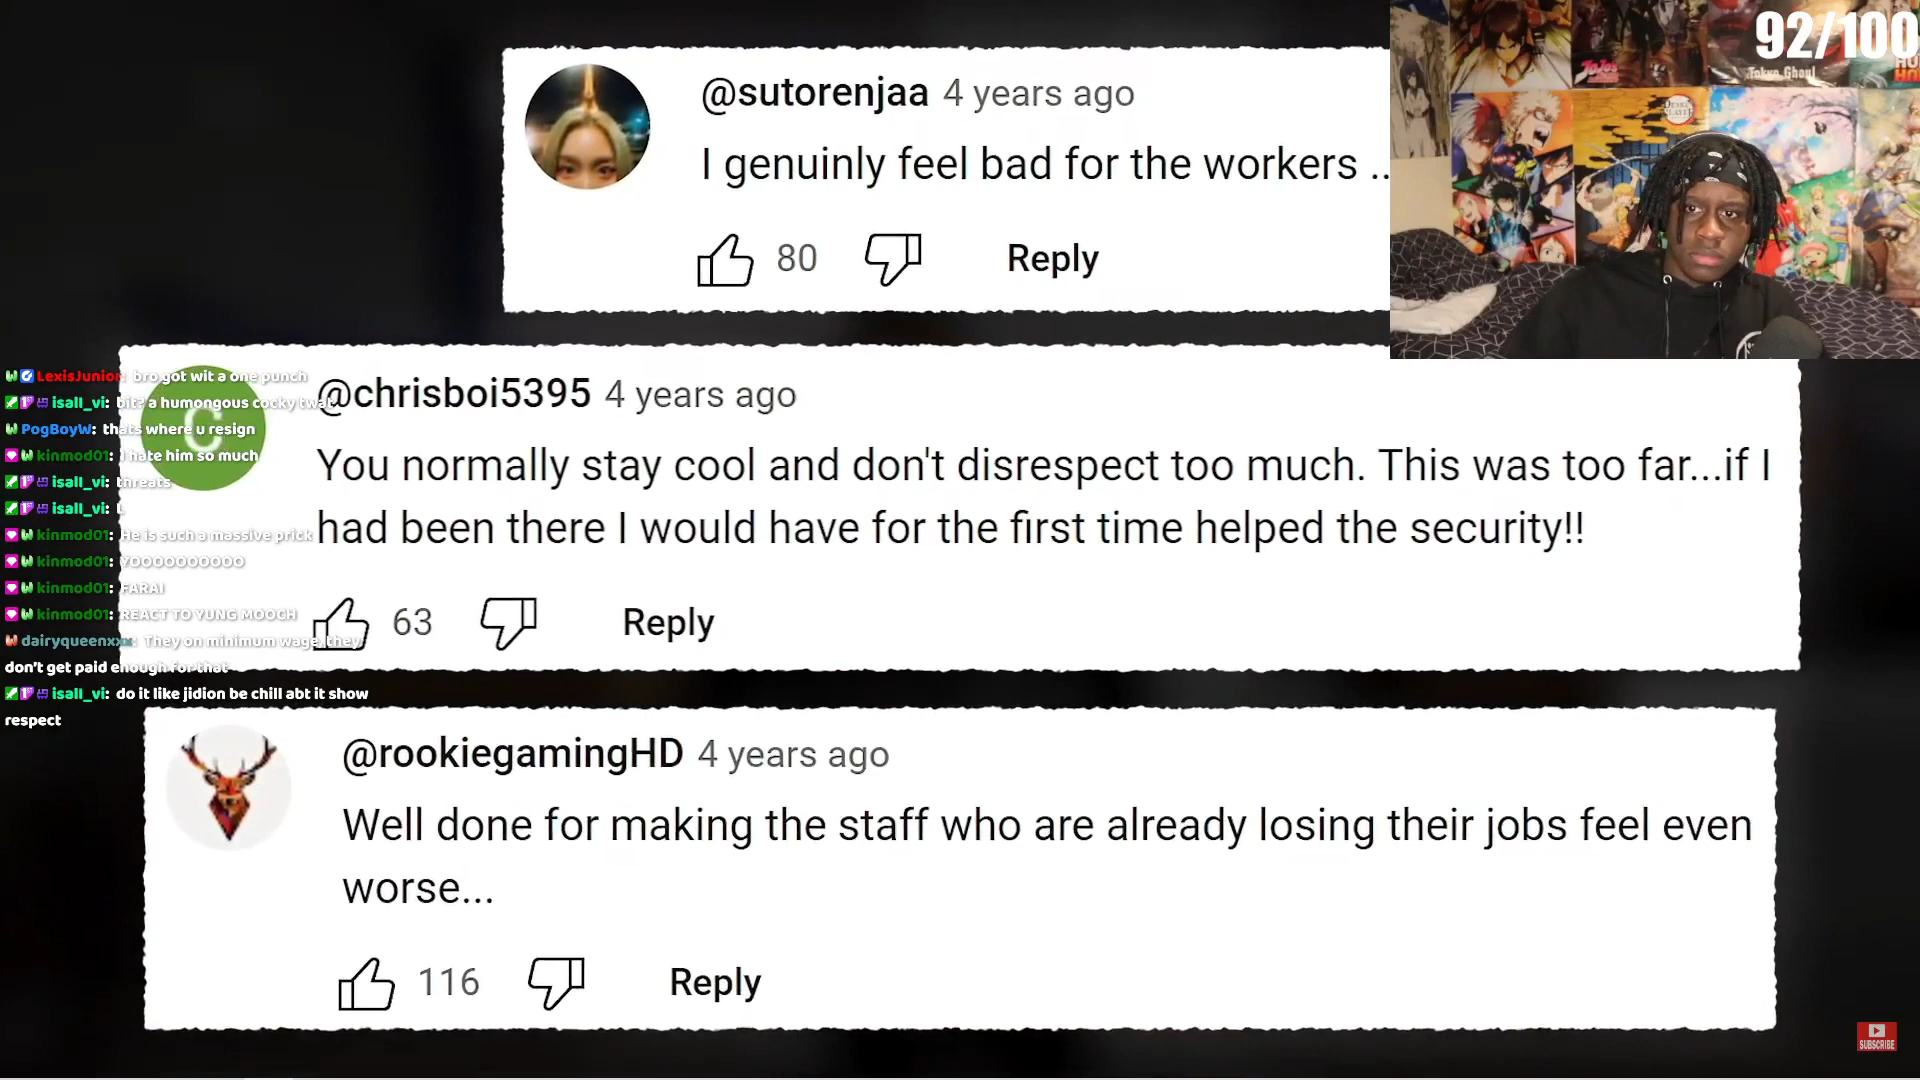 92/100
Tokyo Ghoul
@sutorenjaa 4 years ago
I genuinly feel bad for the workers ..
80 Reply
@chrisboi5395 4 years ago
C
You normally stay cool and don't disrespect too much. This was too far...if I
had been there I would have for the first time helped the security!!
63 Reply
@rookiegamingHD 4 years ago
Well done for making the staff who are already losing their jobs feel even
worse...
116 Reply
LexisJunior: bro got wit a one punch
isall_vi: bit? a humongous cocky twat
PogBoyW: thats where u resign
kinmod01: I hate him so much
isall_vi: threats
isall_vi: L
kinmod01: He is such a massive prick
kinmod01: YOOOOOOOOOO
kinmod01: FARAI
kinmod01: REACT TO YUNG MOOCH
dairyqueenxxx: They on minimum wage, they
don't get paid enough for that
isall_vi: do it like jidion be chill abt it show
respect
SUBSCRIBE